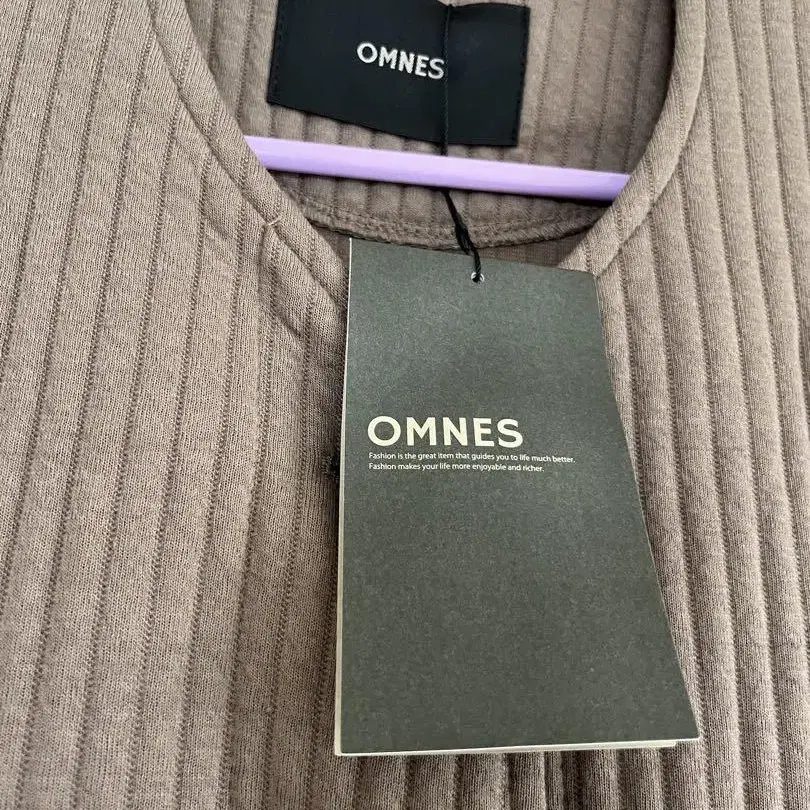 OMNES
OMNES
Fashion is the great item that guides you to life much better.
Fashion makes your life more enjoyable and richer.